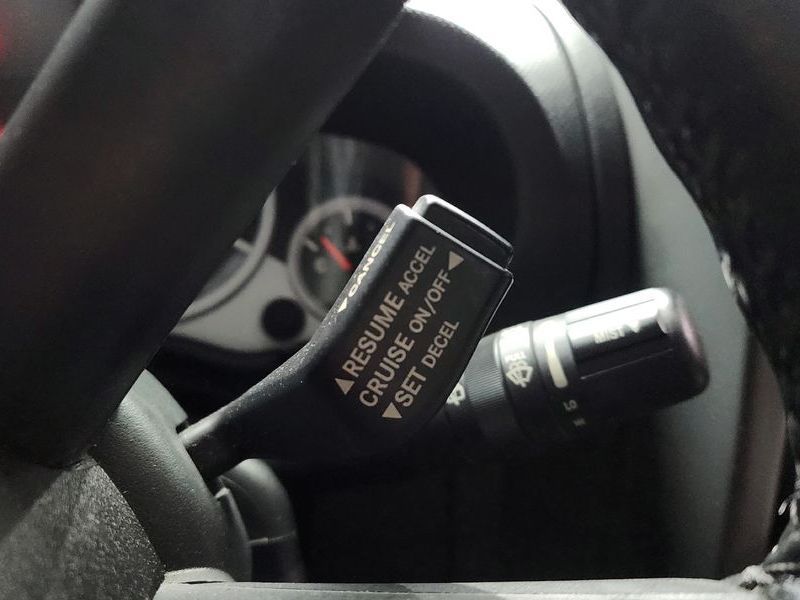 ▼CANCEL
▲RESUME ACCEL
CRUISE ON/OFF▲
▼SET DECEL
MIST